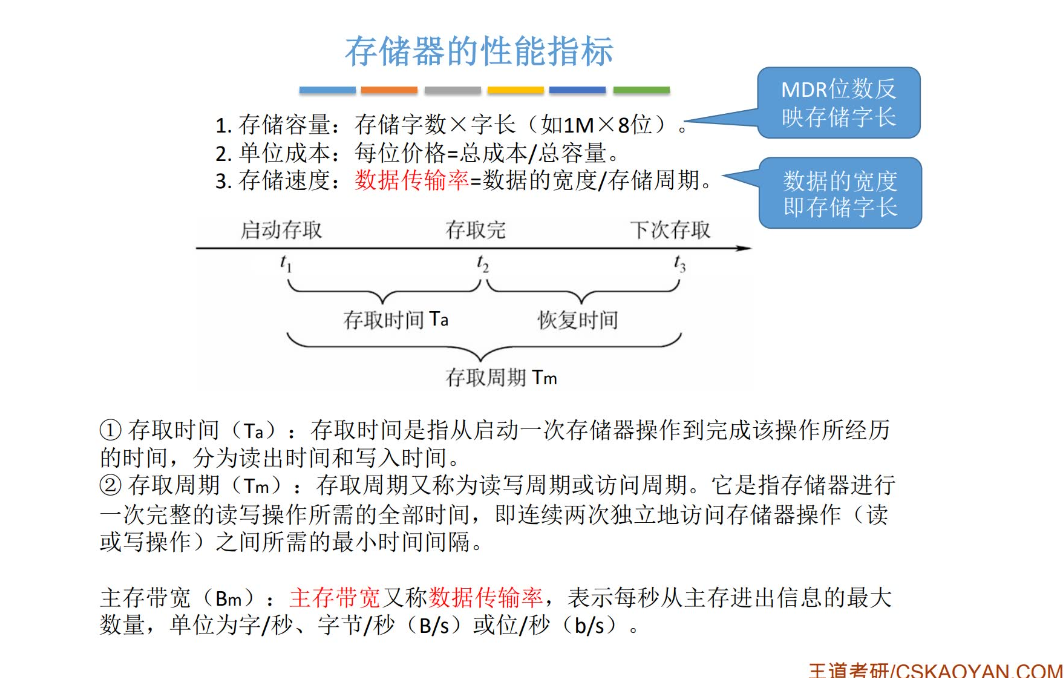 存储器的性能指标
1. 存储容量：存储字数×字长（如1M×8位）。
MDR位数反
映存储字长
2. 单位成本：每位价格=总成本/总容量。
3. 存储速度：数据传输率=数据的宽度/存储周期。
数据的宽度
即存储字长
启动存取 存取完 下次存取
t1 t2 t3
存取时间 Ta 恢复时间
存取周期 Tm
① 存取时间（Ta）：存取时间是指从启动一次存储器操作到完成该操作所经历
的时间，分为读出时间和写入时间。
② 存取周期（Tm）：存取周期又称为读写周期或访问周期。它是指存储器进行
一次完整的读写操作所需的全部时间，即连续两次独立地访问存储器操作（读
或写操作）之间所需的最小时间间隔。
主存带宽（Bm）：主存带宽又称数据传输率，表示每秒从主存进出信息的最大
数量，单位为字/秒、字节/秒（B/s）或位/秒（b/s）。
王道考研/CSKAOYAN.COM